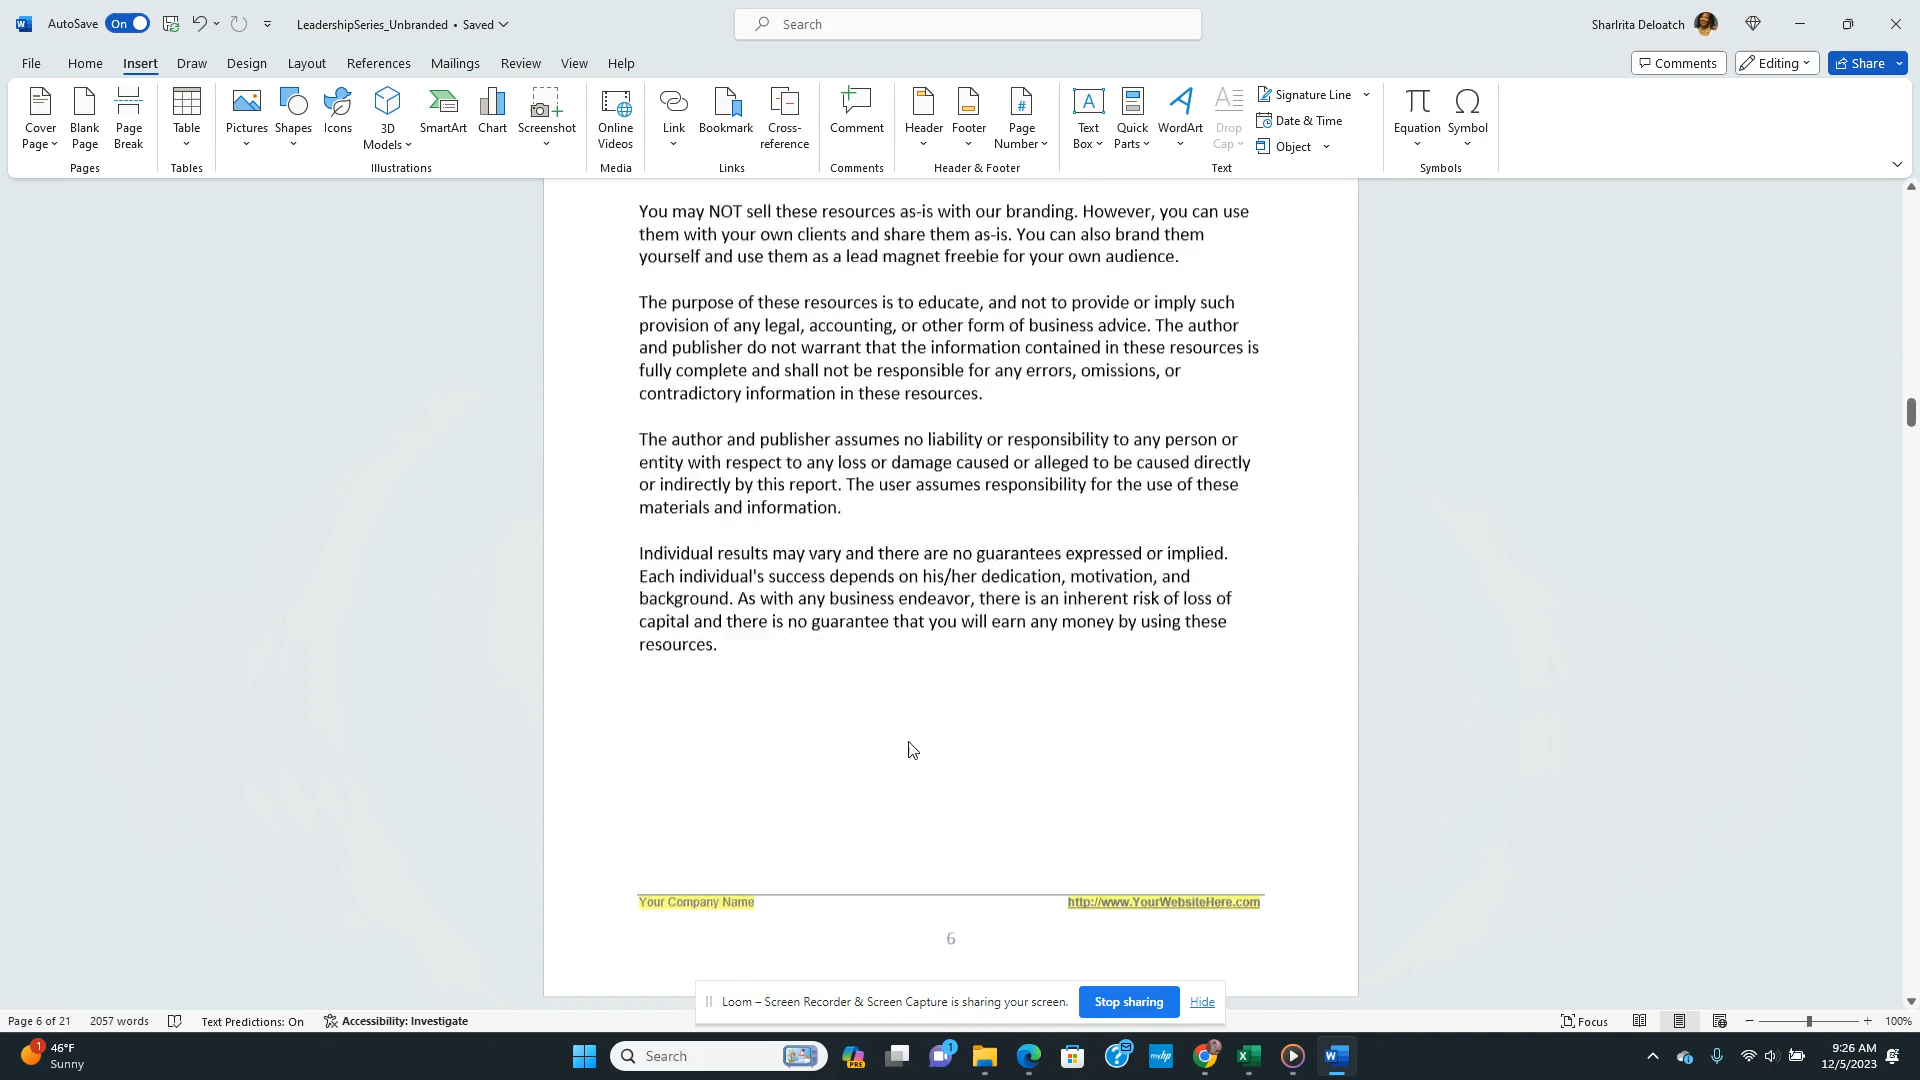 AutoSave On LeadershipSeries_Unbranded • Saved Search Sharlrita Deloatch
File Home Insert Draw Design Layout References Mailings Review View Help Comments Editing Share
Cover Page Blank Page Page Break Table Pictures Shapes Icons 3D Models SmartArt Chart Screenshot Online Videos Link Bookmark Cross-reference Comment Header Footer Page Number Text Box Quick Parts WordArt Drop Cap Signature Line Date & Time Object Equation Symbol
Pages Tables Illustrations Media Links Comments Header & Footer Text Symbols
You may NOT sell these resources as-is with our branding. However, you can use
them with your own clients and share them as-is. You can also brand them
yourself and use them as a lead magnet freebie for your own audience.
The purpose of these resources is to educate, and not to provide or imply such
provision of any legal, accounting, or other form of business advice. The author
and publisher do not warrant that the information contained in these resources is
fully complete and shall not be responsible for any errors, omissions, or
contradictory information in these resources.
The author and publisher assumes no liability or responsibility to any person or
entity with respect to any loss or damage caused or alleged to be caused directly
or indirectly by this report. The user assumes responsibility for the use of these
materials and information.
Individual results may vary and there are no guarantees expressed or implied.
Each individual's success depends on his/her dedication, motivation, and
background. As with any business endeavor, there is an inherent risk of loss of
capital and there is no guarantee that you will earn any money by using these
resources.
Your Company Name http://www.YourWebsiteHere.com
6
Loom – Screen Recorder & Screen Capture is sharing your screen. Stop sharing Hide
Page 6 of 21 2057 words Text Predictions: On Accessibility: Investigate Focus 100%
1 46°F
Sunny
Search PRE 1 myhp
9:26 AM
12/5/2023